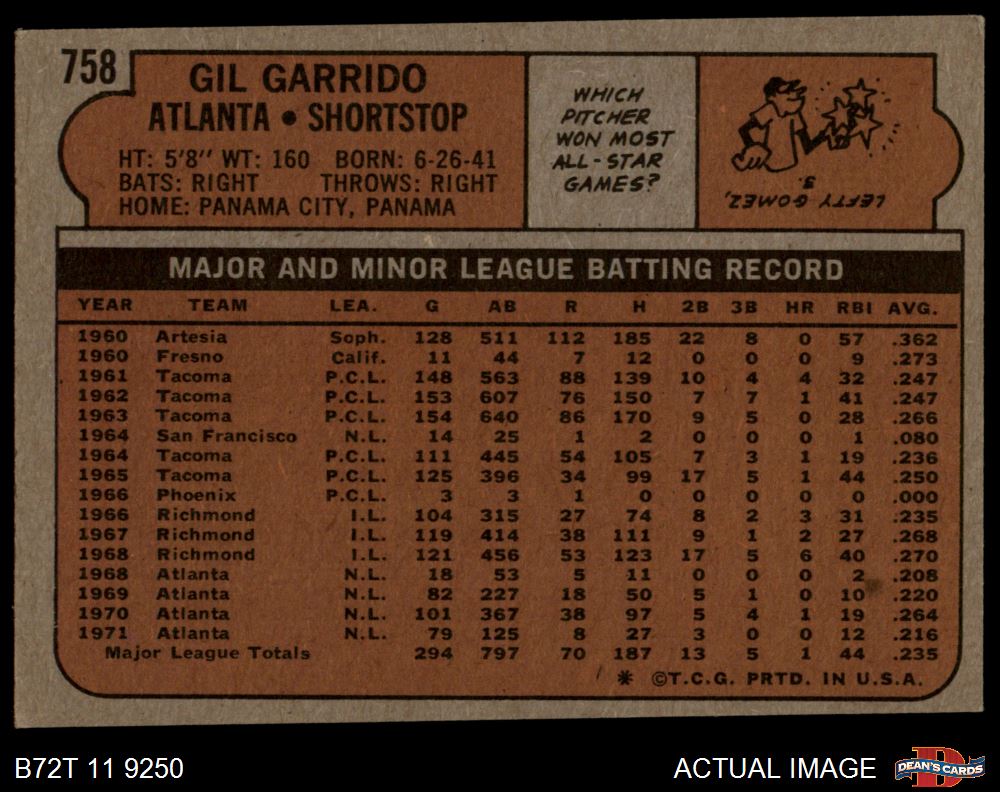 758
GIL GARRIDO
ATLANTA • SHORTSTOP
HT: 5'8" WT: 160 BORN: 6-26-41
BATS: RIGHT THROWS: RIGHT
HOME: PANAMA CITY, PANAMA
WHICH
PITCHER
WON MOST
ALL-STAR
GAMES?
LEFTY GOMEZ,
3.
MAJOR AND MINOR LEAGUE BATTING RECORD
YEAR TEAM LEA. G AB R H 2B 3B HR RBI AVG.
1960 Artesia Soph. 128 511 112 185 22 8 0 57 .362
1960 Fresno Calif. 11 44 7 12 0 0 0 9 .273
1961 Tacoma P.C.L. 148 563 88 139 10 4 4 32 .247
1962 Tacoma P.C.L. 153 607 76 150 7 7 1 41 .247
1963 Tacoma P.C.L. 154 640 86 170 9 5 0 28 .266
1964 San Francisco N.L. 14 25 1 2 0 0 0 1 .080
1964 Tacoma P.C.L. 111 445 54 105 7 3 1 19 .236
1965 Tacoma P.C.L. 125 396 34 99 17 5 1 44 .250
1966 Phoenix P.C.L. 3 3 1 0 0 0 0 0 .000
1966 Richmond I.L. 104 315 27 74 8 2 3 31 .235
1967 Richmond I.L. 119 414 38 111 9 1 2 27 .268
1968 Richmond I.L. 121 456 53 123 17 5 6 40 .270
1968 Atlanta N.L. 18 53 5 11 0 0 0 2 .208
1969 Atlanta N.L. 82 227 18 50 5 1 0 10 .220
1970 Atlanta N.L. 101 367 38 97 5 4 1 19 .264
1971 Atlanta N.L. 79 125 8 27 3 0 0 12 .216
Major League Totals 294 797 70 187 13 5 1 44 .235
* ©T.C.G. PRTD. IN U.S.A.
B72T 11 9250
ACTUAL IMAGE
DEAN'S CARDS